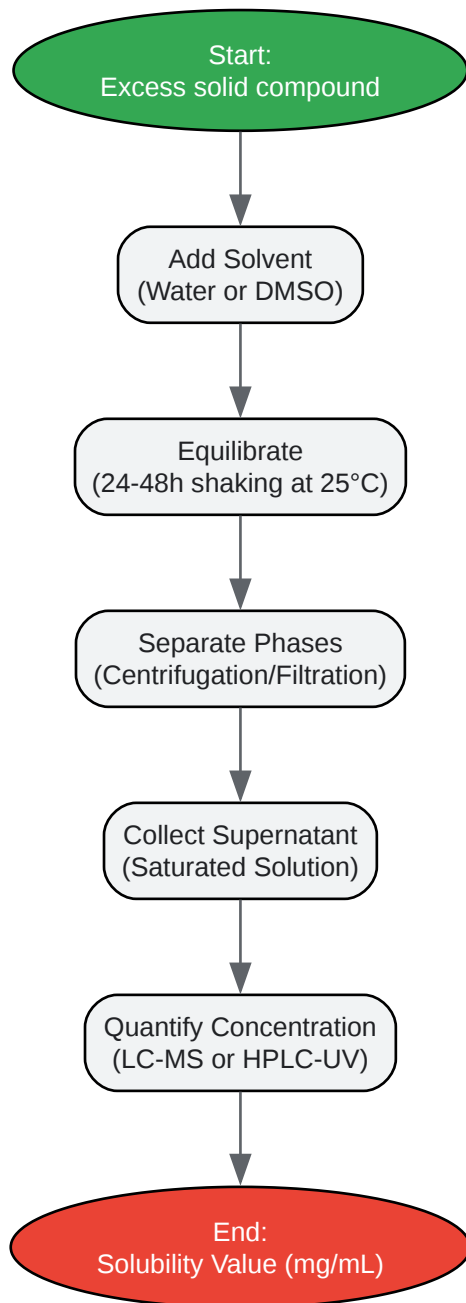 Start:
Excess solid compound
Add Solvent
(Water or DMSO)
Equilibrate
(24-48h shaking at 25°C)
Separate Phases
(Centrifugation/Filtration)
Collect Supernatant
(Saturated Solution)
Quantify Concentration
(LC-MS or HPLC-UV)
End:
Solubility Value (mg/mL)